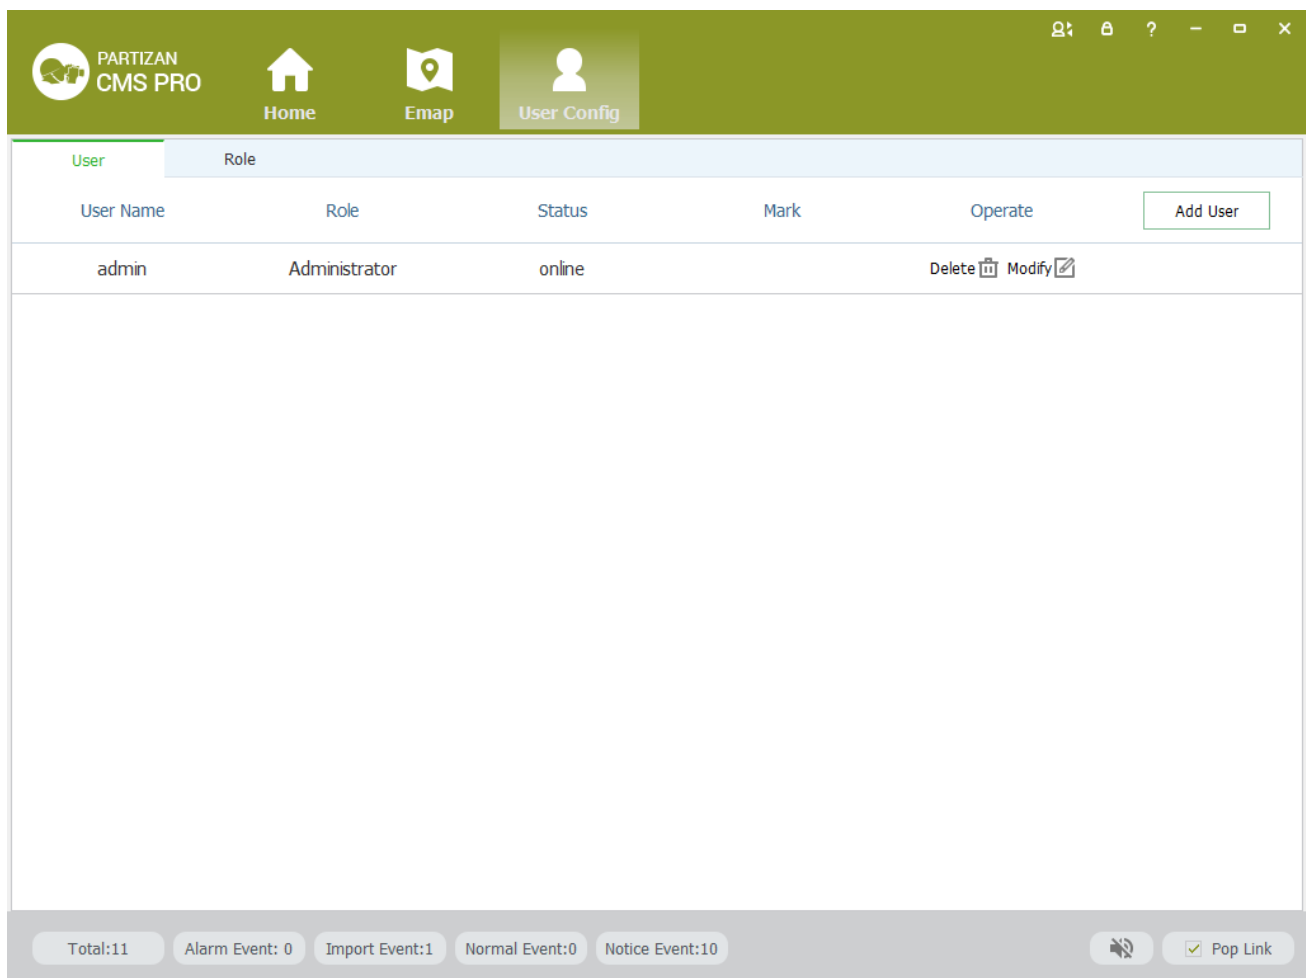 PARTIZAN
CMS PRO
Home
Emap
User Config
?
User
Role
User Name
Role
Status
Mark
Operate
Add User
admin
Administrator
online
Delete
Modify
Total:11
Alarm Event: 0
Import Event:1
Normal Event:0
Notice Event:10
Pop Link